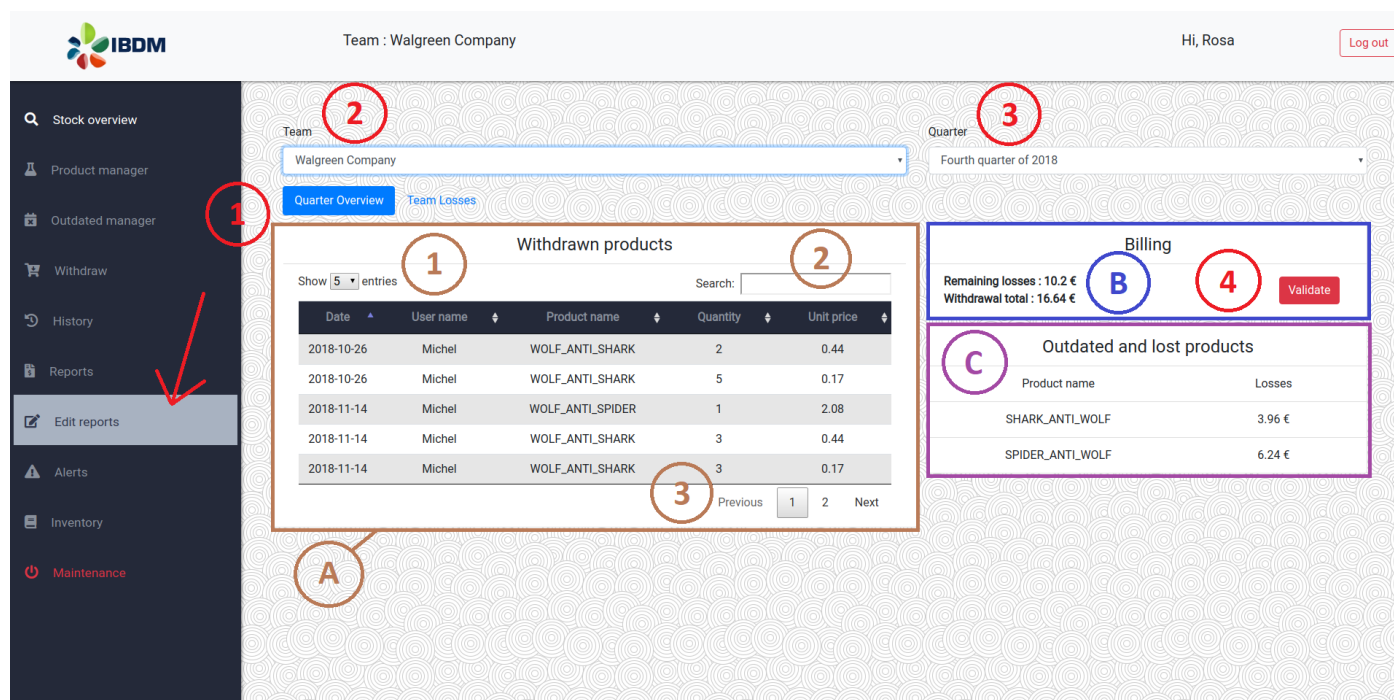 IBDM
Team : Walgreen Company
Hi, Rosa
Log out
Stock overview
Product manager
Outdated manager
Withdraw
History
Reports
Edit reports
Alerts
Inventory
Maintenance
1
2
Team
Walgreen Company
3
Quarter
Fourth quarter of 2018
Quarter Overview Team Losses
Withdrawn products
1
2
Show 5 entries
Search:
Date User name Product name Quantity Unit price
2018-10-26 Michel WOLF_ANTI_SHARK 2 0.44
2018-10-26 Michel WOLF_ANTI_SHARK 5 0.17
2018-11-14 Michel WOLF_ANTI_SPIDER 1 2.08
2018-11-14 Michel WOLF_ANTI_SHARK 3 0.44
2018-11-14 Michel WOLF_ANTI_SHARK 3 0.17
3
Previous 1 2 Next
A
Billing
Remaining losses : 10.2 €
Withdrawal total : 16.64 €
B
4
Validate
C
Outdated and lost products
Product name Losses
SHARK_ANTI_WOLF 3.96 €
SPIDER_ANTI_WOLF 6.24 €